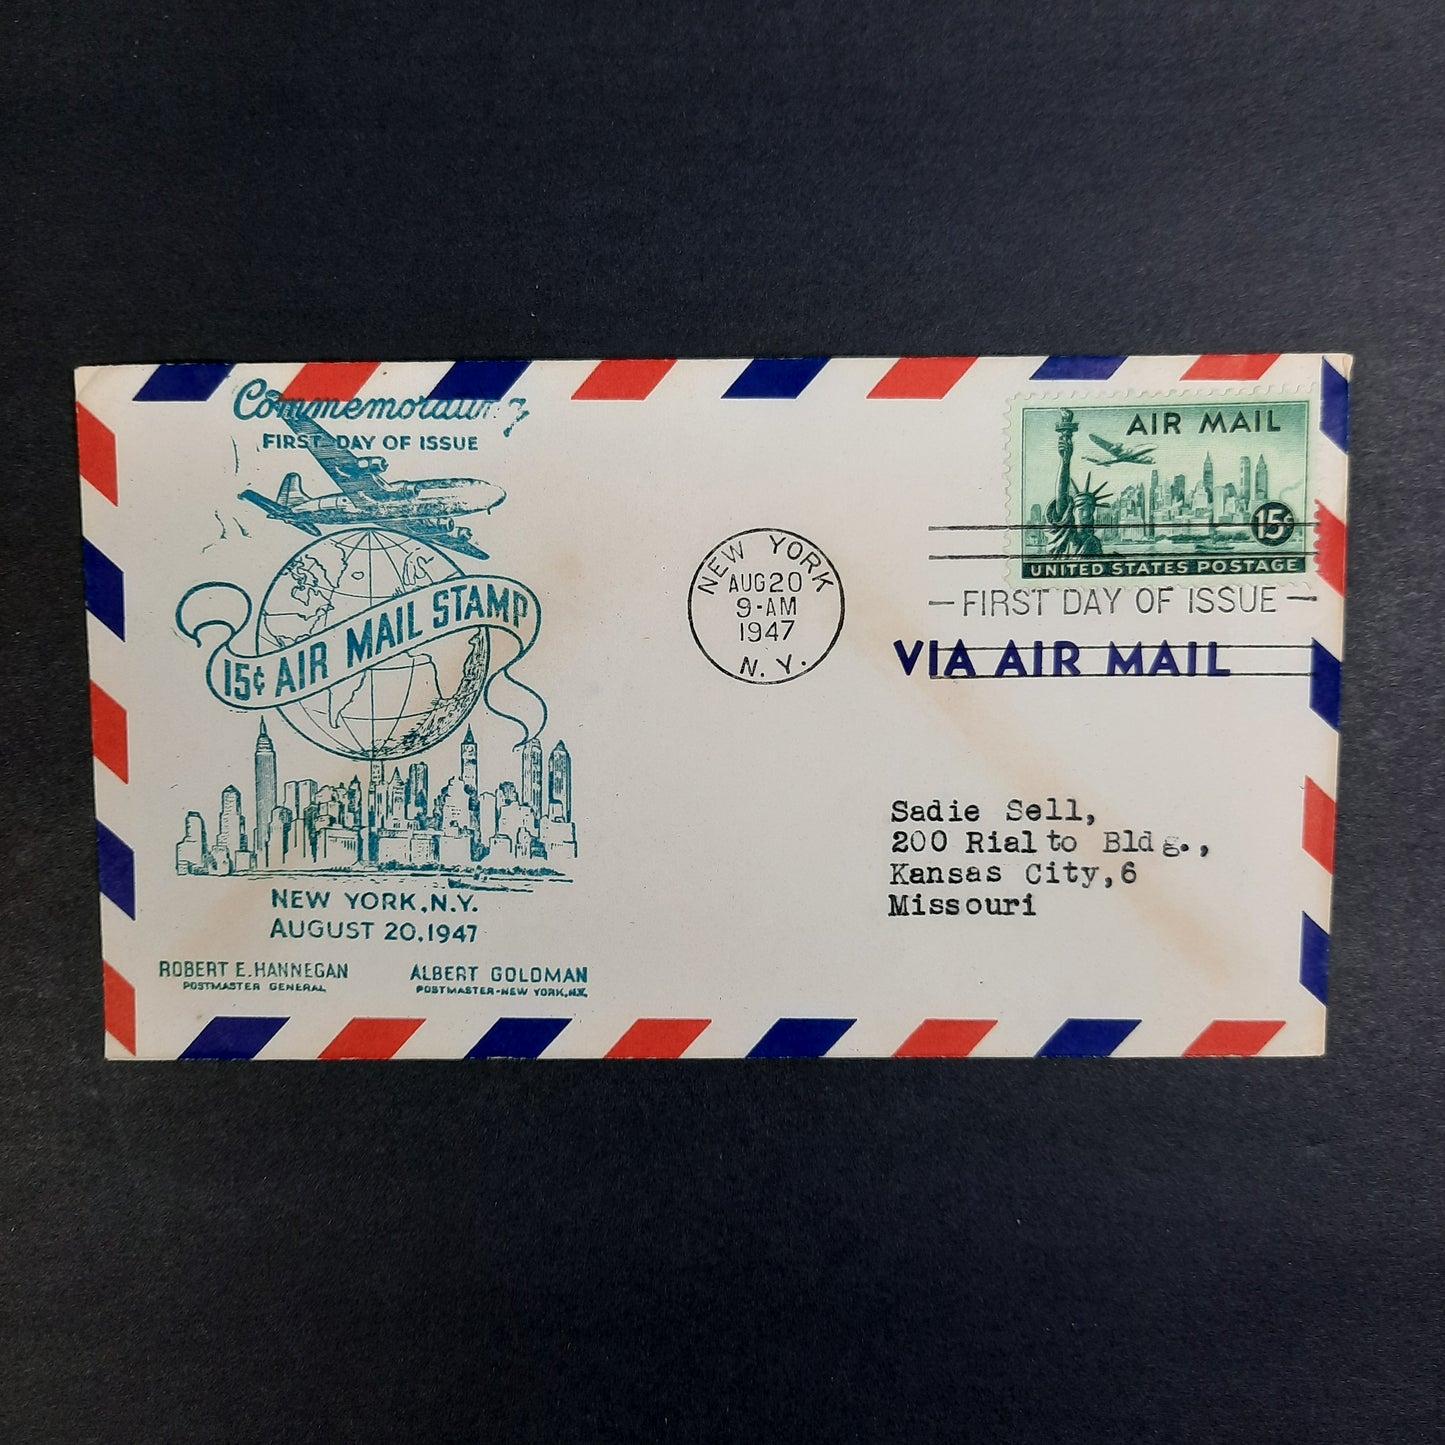 Commemorating
FIRST DAY OF ISSUE
15¢ AIR MAIL STAMP
NEW YORK, N.Y.
AUGUST 20, 1947
ROBERT E. HANNEGAN
POSTMASTER GENERAL
ALBERT GOLDMAN
POSTMASTER-NEW YORK, N.Y.
NEW YORK
AUG 20
9-AM
1947
N. Y.
AIR MAIL
15¢
UNITED STATES POSTAGE
— FIRST DAY OF ISSUE —
VIA AIR MAIL
Sadie Sell,
200 Rialto Bldg.,
Kansas City,6
Missouri